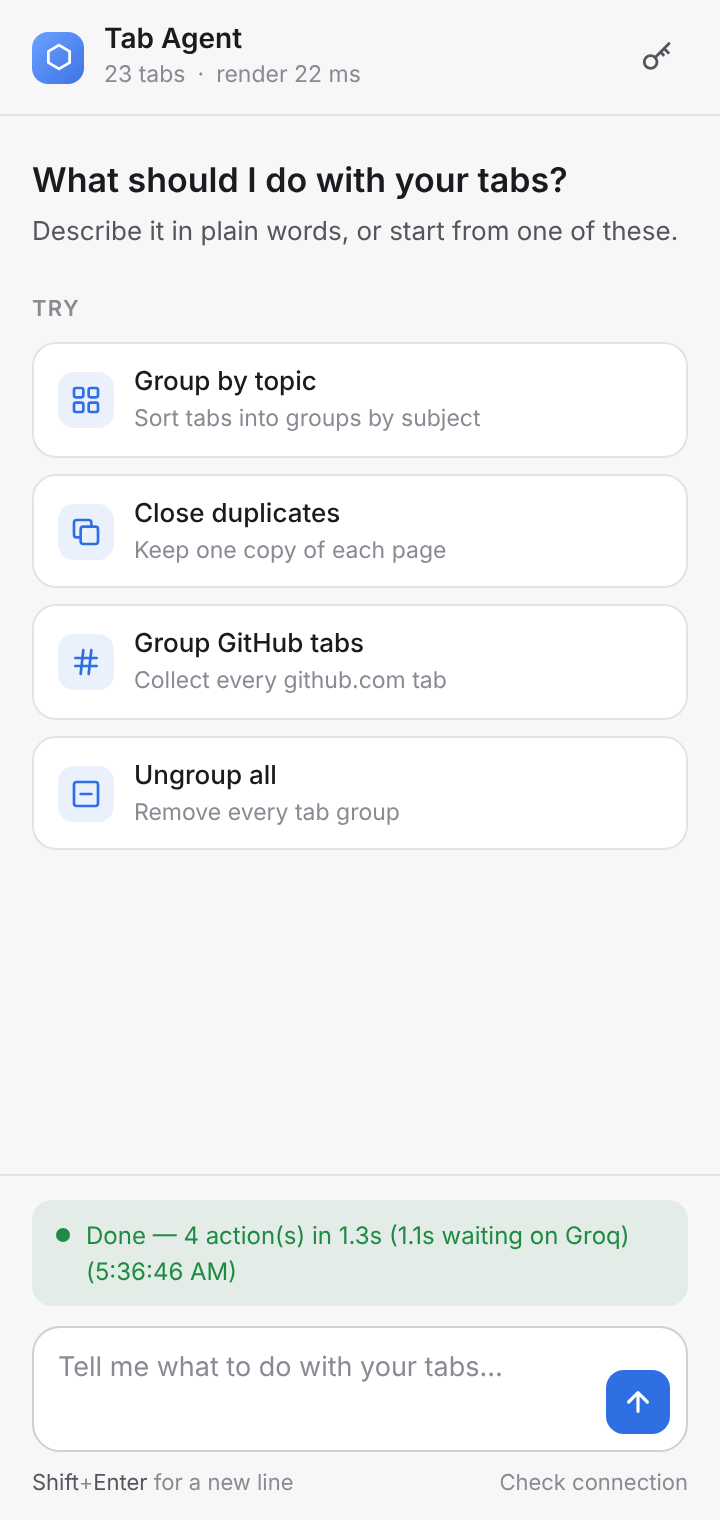 Tab Agent
23 tabs · render 22 ms
What should I do with your tabs?
Describe it in plain words, or start from one of these.
TRY
Group by topic
Sort tabs into groups by subject
Close duplicates
Keep one copy of each page
Group GitHub tabs
Collect every github.com tab
Ungroup all
Remove every tab group
Done — 4 action(s) in 1.3s (1.1s waiting on Groq)
(5:36:46 AM)
Tell me what to do with your tabs...
Shift+Enter for a new line
Check connection